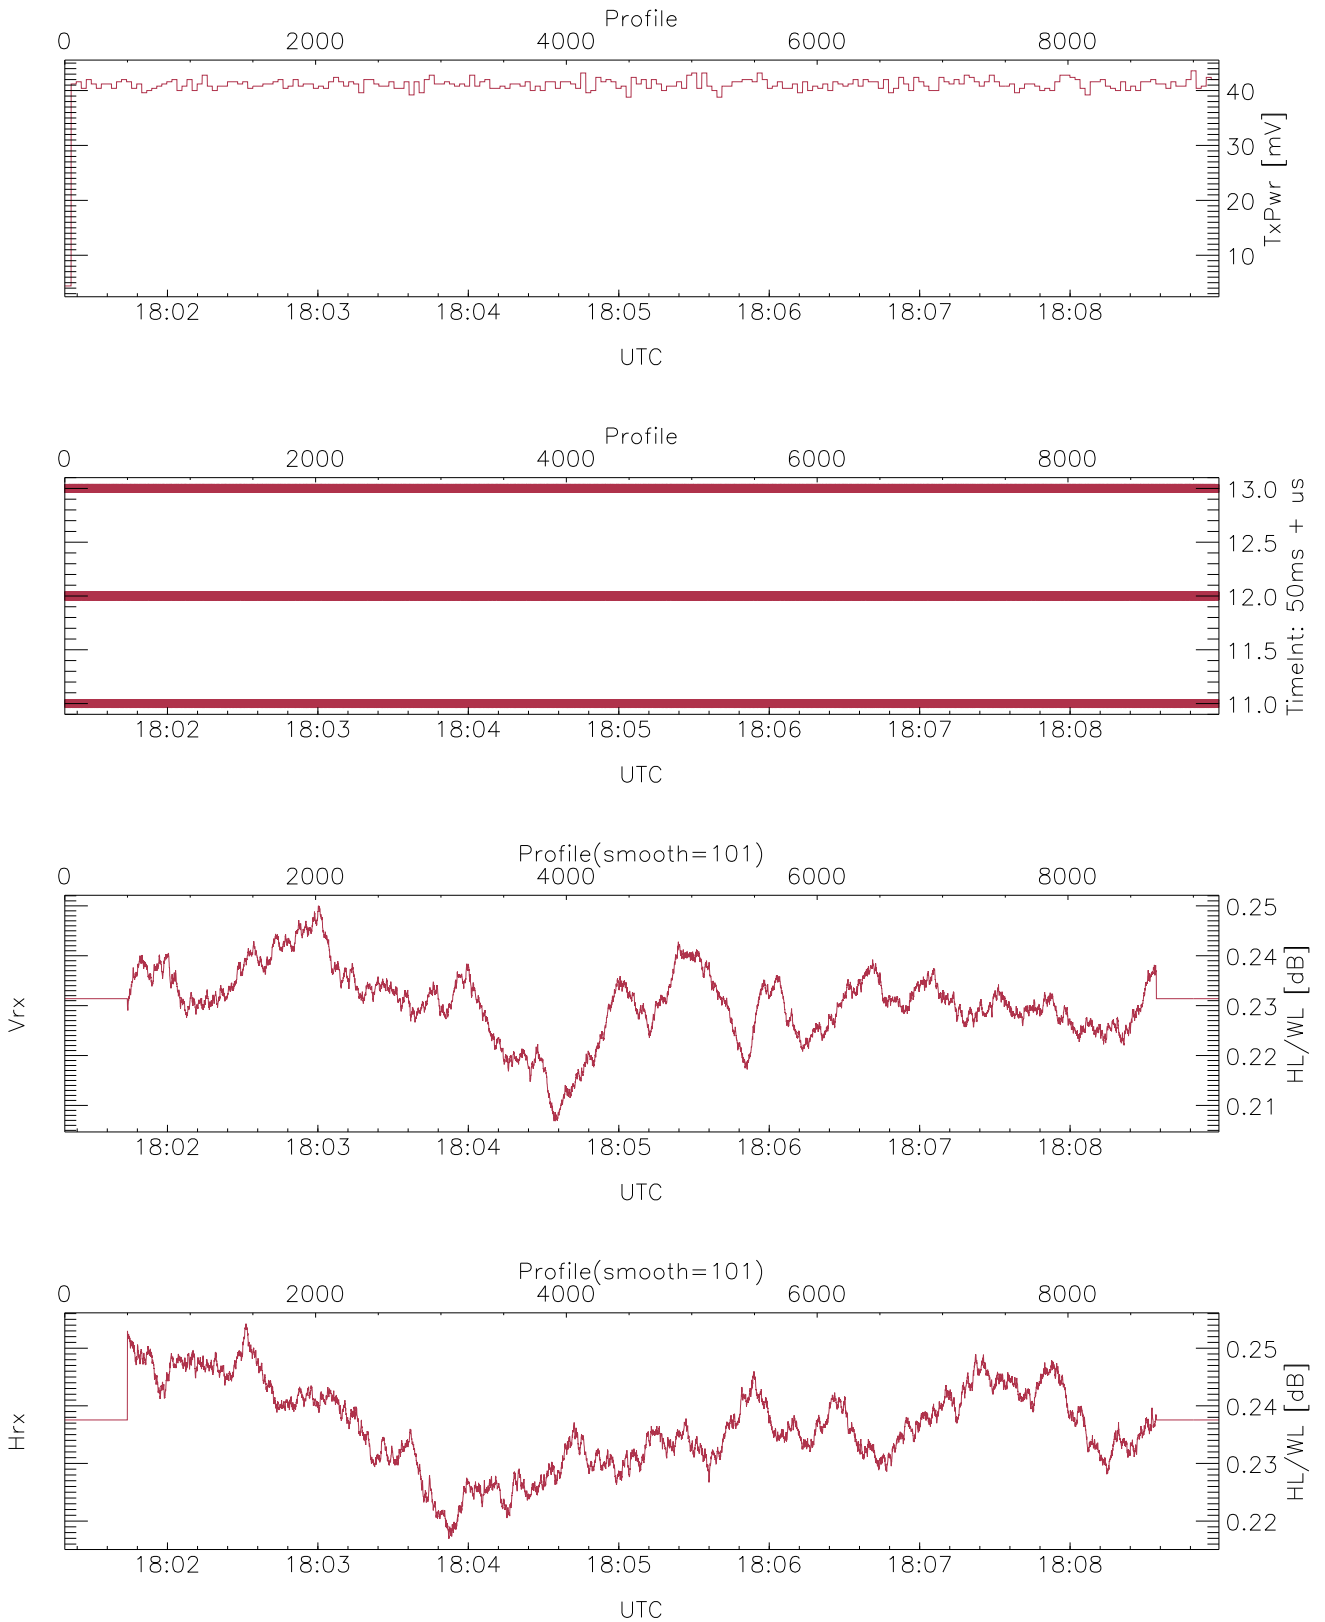 Profile
0 2000 4000 6000 8000
40
30
20
10
TxPwr [mV]
18:02 18:03 18:04 18:05 18:06 18:07 18:08
UTC
Profile
0 2000 4000 6000 8000
13.0
12.5
12.0
11.5
11.0
TimeInt: 50ms + us
18:02 18:03 18:04 18:05 18:06 18:07 18:08
UTC
Profile(smooth=101)
0 2000 4000 6000 8000
Vrx
0.25
0.24
0.23
0.22
0.21
HL/WL [dB]
18:02 18:03 18:04 18:05 18:06 18:07 18:08
UTC
Profile(smooth=101)
0 2000 4000 6000 8000
Hrx
0.25
0.24
0.23
0.22
HL/WL [dB]
18:02 18:03 18:04 18:05 18:06 18:07 18:08
UTC